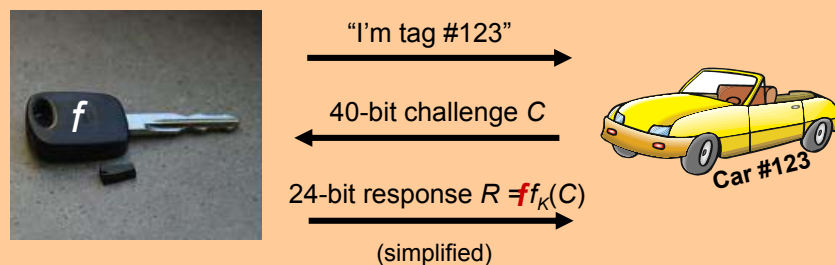 "I'm tag #123"
f
40-bit challenge C
Car #123
24-bit response R = f fK(C)
(simplified)